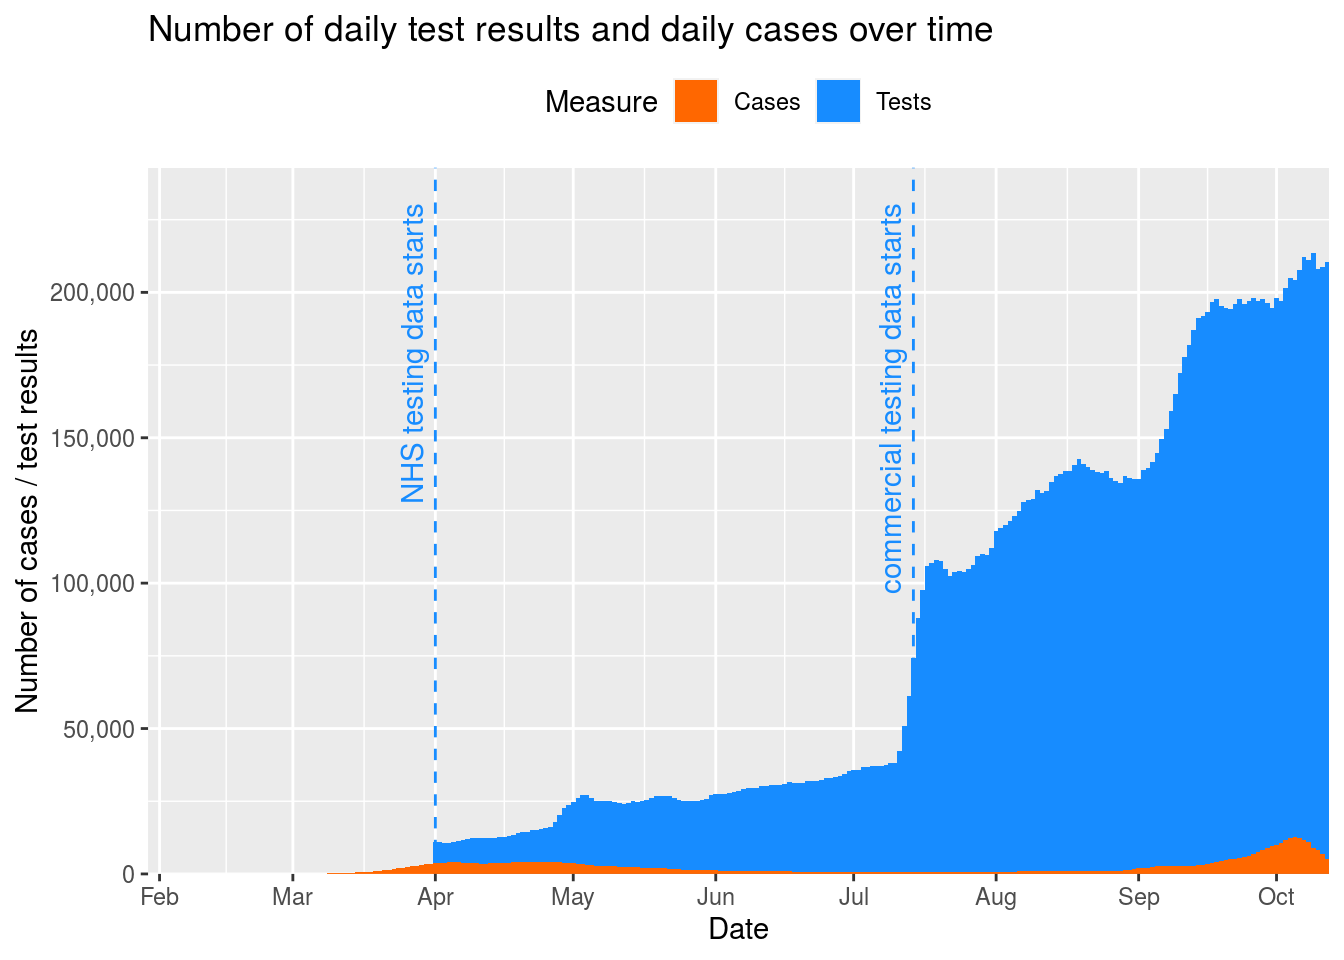 Number of daily test results and daily cases over time
Measure
Cases
Tests
Number of cases / test results
200,000
150,000
100,000
50,000
0
NHS testing data starts
commercial testing data starts
Feb
Mar
Apr
May
Jun
Jul
Aug
Sep
Oct
Date